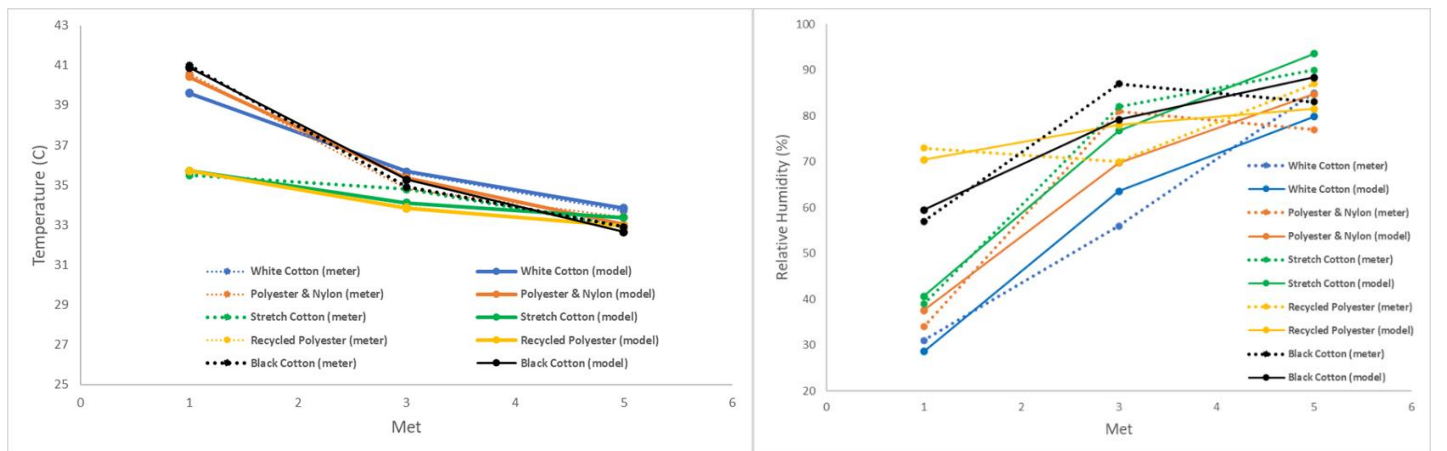 43
41
39
37
35
33
31
29
27
25
Temperature (C)
White Cotton (meter) White Cotton (model)
Polyester & Nylon (meter) Polyester & Nylon (model)
Stretch Cotton (meter) Stretch Cotton (model)
Recycled Polyester (meter) Recycled Polyester (model)
Black Cotton (meter) Black Cotton (model)
0 1 2 3 4 5 6
Met
100
90
80
70
60
50
40
30
20
Relative Humidity (%)
White Cotton (meter)
White Cotton (model)
Polyester & Nylon (meter)
Polyester & Nylon (model)
Stretch Cotton (meter)
Stretch Cotton (model)
Recycled Polyester (meter)
Recycled Polyester (model)
Black Cotton (meter)
Black Cotton (model)
0 1 2 3 4 5 6
Met